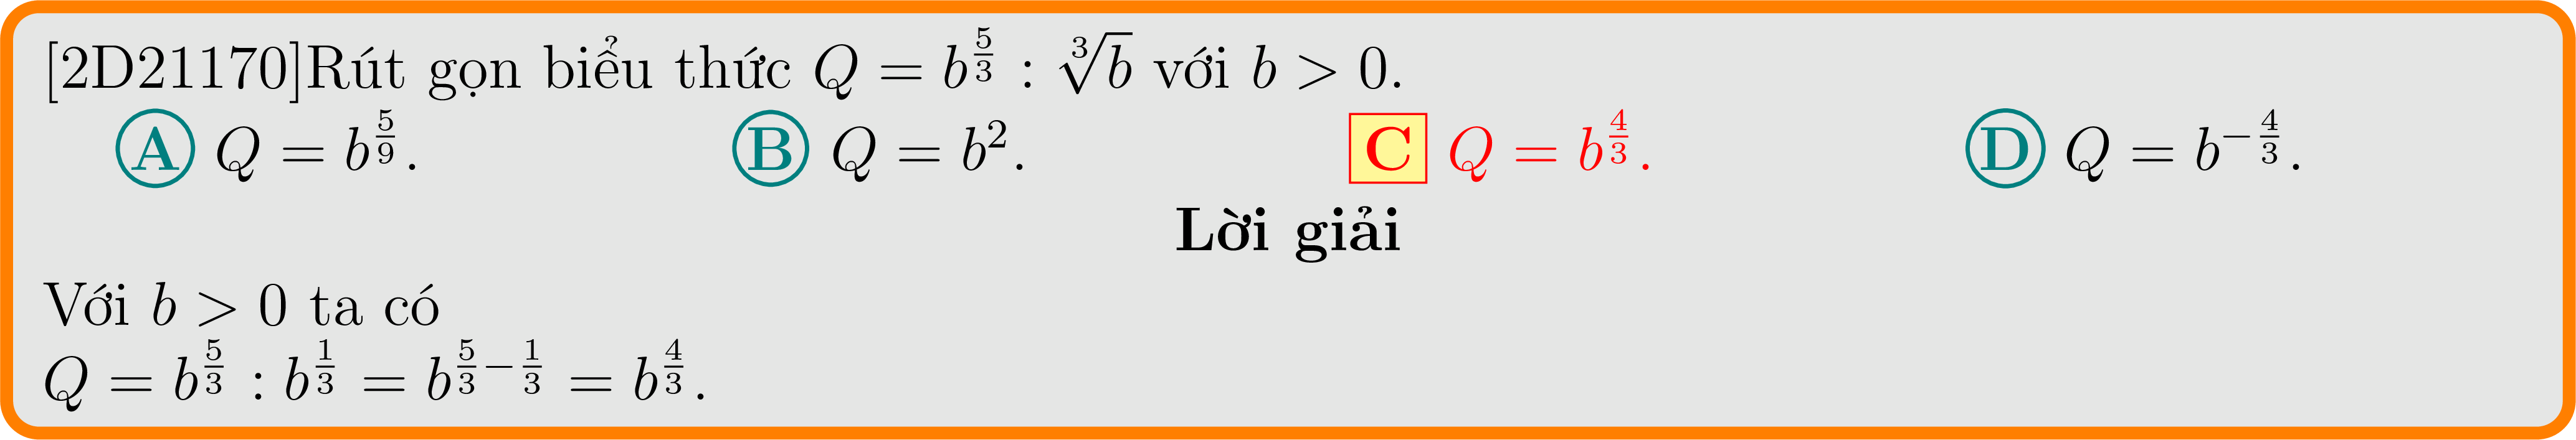 [2D21170]Rút gọn biểu thức $Q = b^{\frac{5}{3}} : \sqrt[3]{b}$ với $b > 0$.
A $Q = b^{\frac{5}{9}}$. B $Q = b^{2}$. C $Q = b^{\frac{4}{3}}$. D $Q = b^{-\frac{4}{3}}$.
Lời giải
Với $b > 0$ ta có
$Q = b^{\frac{5}{3}} : b^{\frac{1}{3}} = b^{\frac{5}{3}-\frac{1}{3}} = b^{\frac{4}{3}}$.